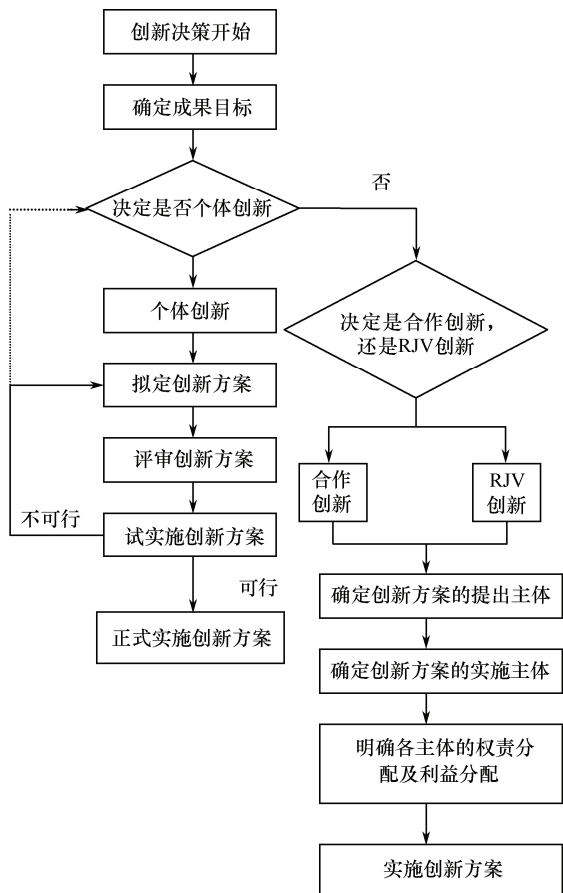 创新决策开始
确定成果目标
决定是否个体创新
否
个体创新
决定是合作创新，
还是RJV创新
拟定创新方案
评审创新方案
不可行
试实施创新方案
可行
正式实施创新方案
合作
创新
RJV
创新
确定创新方案的提出主体
确定创新方案的实施主体
明确各主体的权责分
配及利益分配
实施创新方案